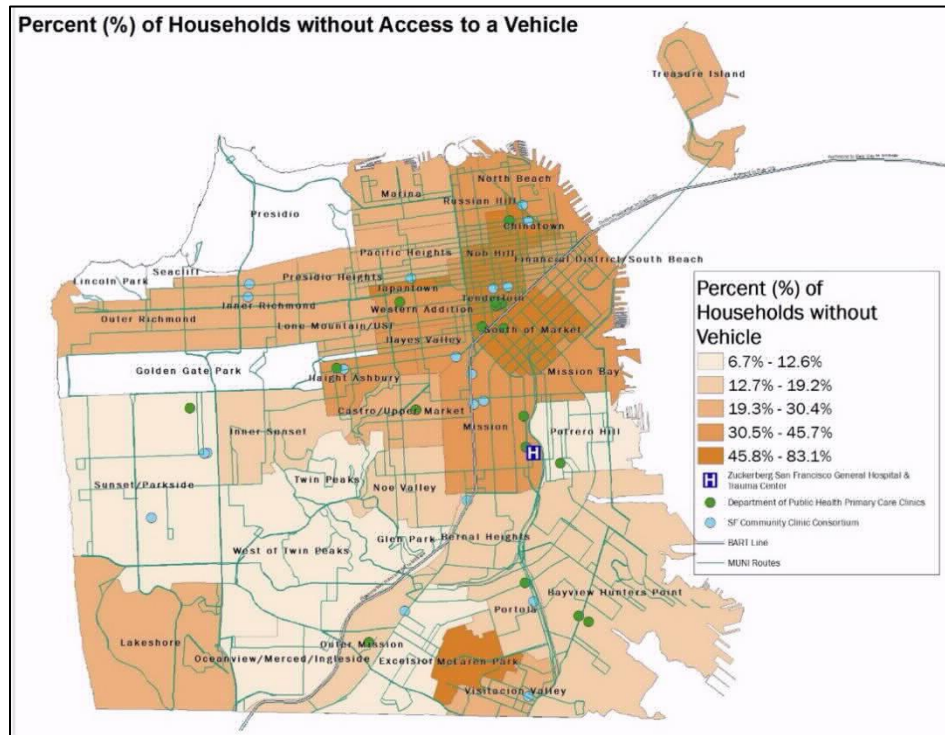 Percent (%) of Households without Access to a Vehicle
Treasure Island
North Beach
Marina
Russian Hill
Presidio
Chinatown
Pacific Heights
Nob Hill
Financial District/South Beach
Seacliff
Presidio Heights
Lincoln Park
Japantown
Inner Richmond
Tenderloin
Western Addition
Outer Richmond
Lone Mountain/USF
South of Market
Hayes Valley
Golden Gate Park
Mission Bay
Haight Ashbury
Castro/Upper Market
Inner Sunset
Mission
Potrero Hill
Twin Peaks
Sunset/Parkside
Noe Valley
Glen Park
Bernal Heights
West of Twin Peaks
Bayview Hunters Point
Portola
Lakeshore
Outer Mission
Oceanview/Merced/Ingleside
Excelsior
McLaren Park
Visitacion Valley
Percent (%) of
Households without
Vehicle
6.7% - 12.6%
12.7% - 19.2%
19.3% - 30.4%
30.5% - 45.7%
45.8% - 83.1%
H
H
Zuckerberg San Francisco General Hospital &
Trauma Center
Department of Public Health Primary Care Clinics
SF Community Clinic Consortium
BART Line
MUNI Routes